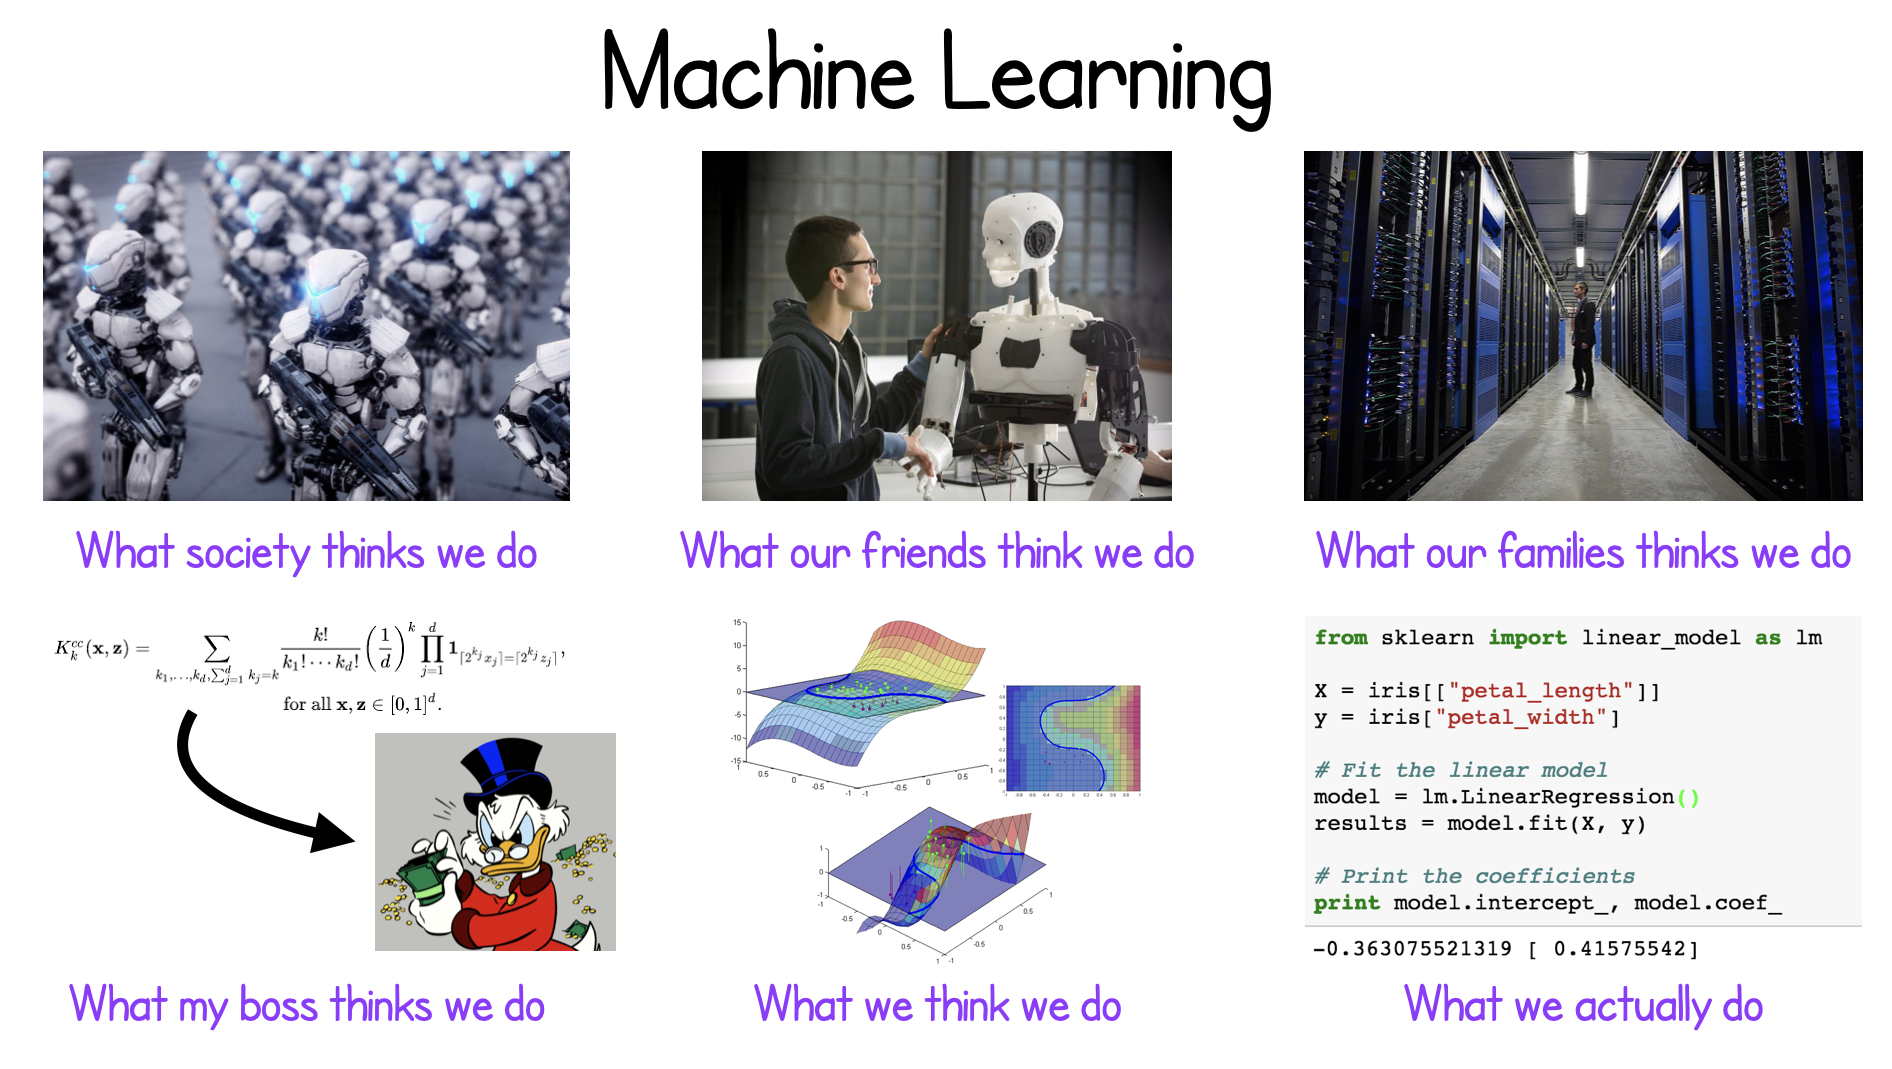 Machine Learning
What society thinks we do
What our friends think we do
What our families thinks we do
K_k^{cc}(x, z) = \sum_{k_1,...,k_d, \sum_{j=1}^d k_j=k} \frac{k!}{k_1! \cdots k_d!} \left(\frac{1}{d}\right)^k \prod_{j=1}^d 1_{\lceil 2^{k_j} x_j \rceil = \lceil 2^{k_j} z_j \rceil},
for all x, z ∈ [0, 1]^d.
15
10
5
0
-5
-10
-15
1
0.5
0
-0.5
-1
-1
-0.5
0
0.5
1
1
0
-1
-1
-0.5
0
0.5
1
-1
-0.5
0
0.5
1
from sklearn import linear_model as lm
X = iris[["petal_length"]]
y = iris["petal_width"]
# Fit the linear model
model = lm.LinearRegression()
results = model.fit(X, y)
# Print the coefficients
print model.intercept_, model.coef_
-0.363075521319 [ 0.41575542]
What my boss thinks we do
What we think we do
What we actually do